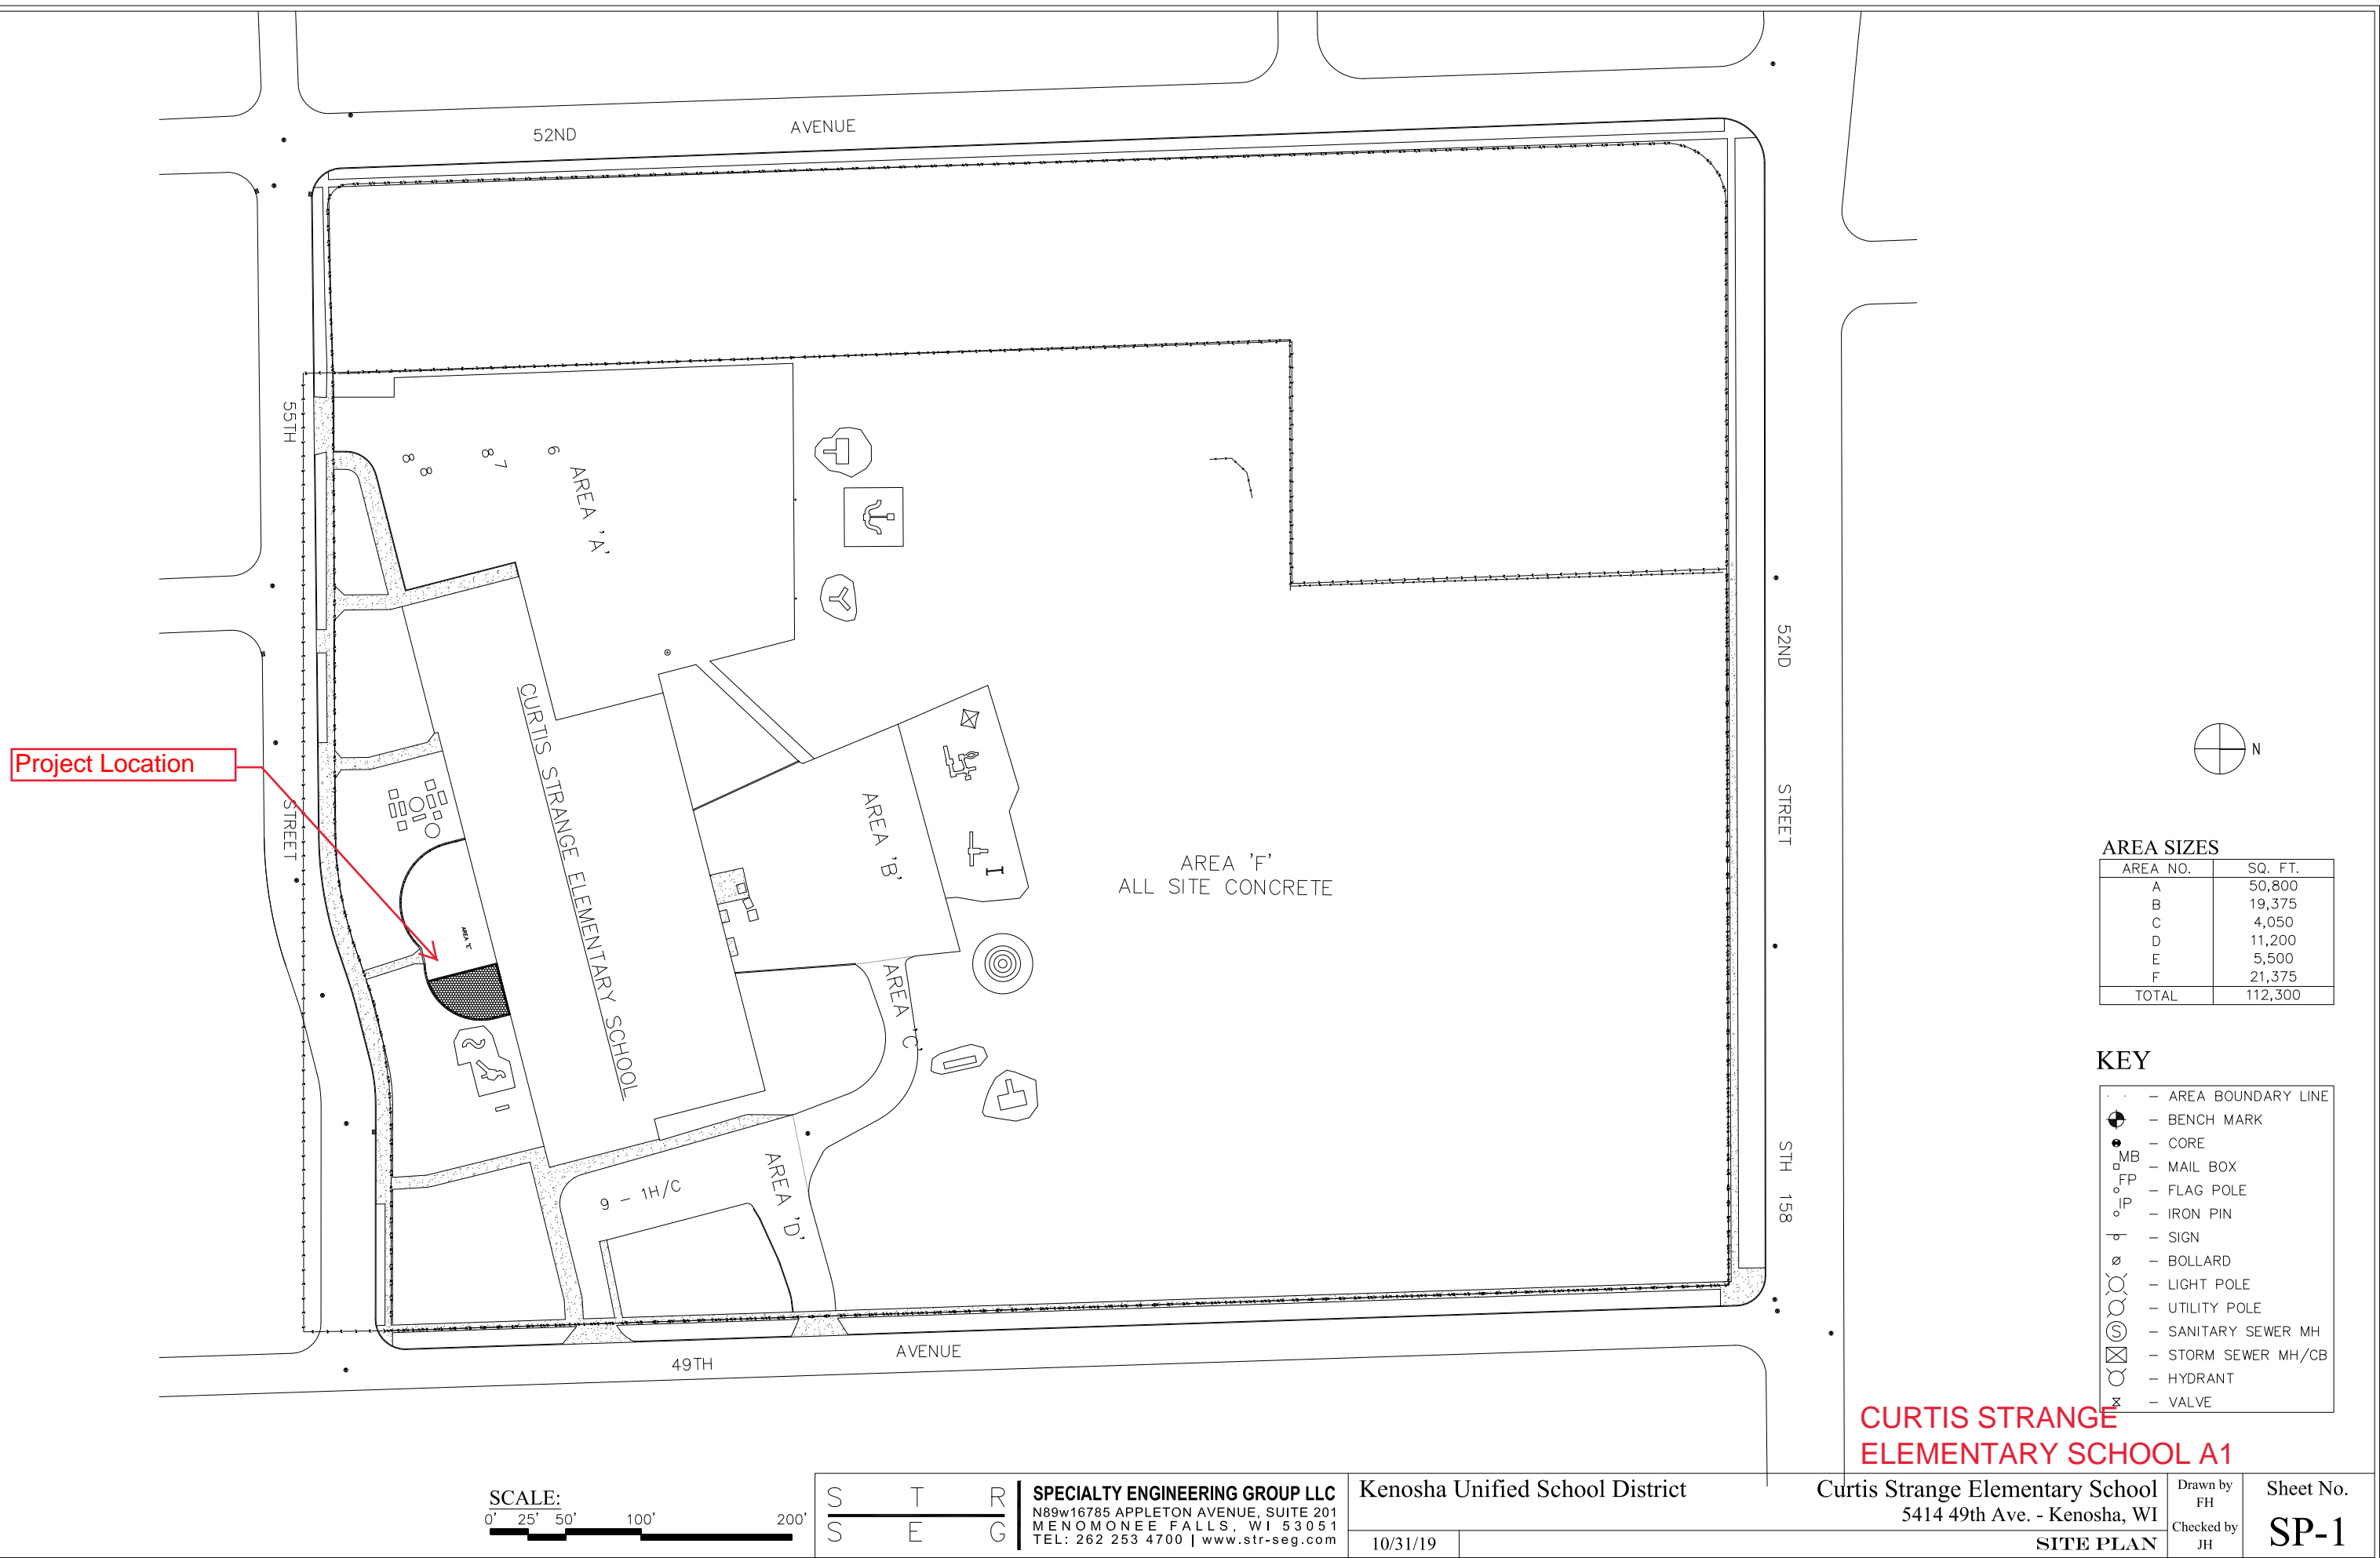 52ND AVENUE
55TH STREET
8 8 8 7 6
AREA 'A'
Project Location
CURTIS STRANGE ELEMENTARY SCHOOL
AREA 'E'
AREA 'B'
AREA 'F'
ALL SITE CONCRETE
AREA 'C'
AREA 'D'
9 - 1H/C
52ND STREET STH 158
49TH AVENUE
N
AREA SIZES
AREA NO. SQ. FT.
A 50,800
B 19,375
C 4,050
D 11,200
E 5,500
F 21,375
TOTAL 112,300
KEY
- AREA BOUNDARY LINE
- BENCH MARK
- CORE
MB - MAIL BOX
FP - FLAG POLE
IP - IRON PIN
- SIGN
- BOLLARD
- LIGHT POLE
- UTILITY POLE
S - SANITARY SEWER MH
- STORM SEWER MH/CB
- HYDRANT
- VALVE
CURTIS STRANGE
ELEMENTARY SCHOOL A1
SCALE:
0' 25' 50' 100' 200'
S T R
S E G
SPECIALTY ENGINEERING GROUP LLC
N89w16785 APPLETON AVENUE, SUITE 201
MENOMONEE FALLS, WI 53051
TEL: 262 253 4700 | www.str-seg.com
Kenosha Unified School District
10/31/19
Curtis Strange Elementary School
5414 49th Ave. - Kenosha, WI
SITE PLAN
Drawn by
FH
Checked by
JH
Sheet No.
SP-1